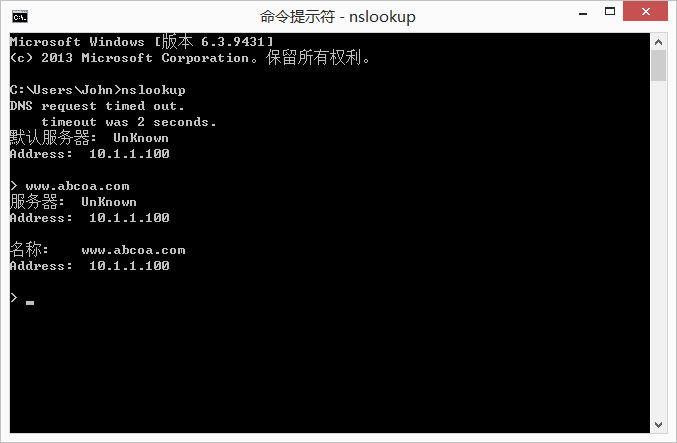 命令提示符 - nslookup
C:\.
Microsoft Windows [版本 6.3.9431]
(c) 2013 Microsoft Corporation。保留所有权利。
C:\Users\John>nslookup
DNS request timed out.
    timeout was 2 seconds.
默认服务器:  UnKnown
Address:  10.1.1.100
> www.abcoa.com
服务器:  UnKnown
Address:  10.1.1.100
名称:    www.abcoa.com
Address:  10.1.1.100
> _